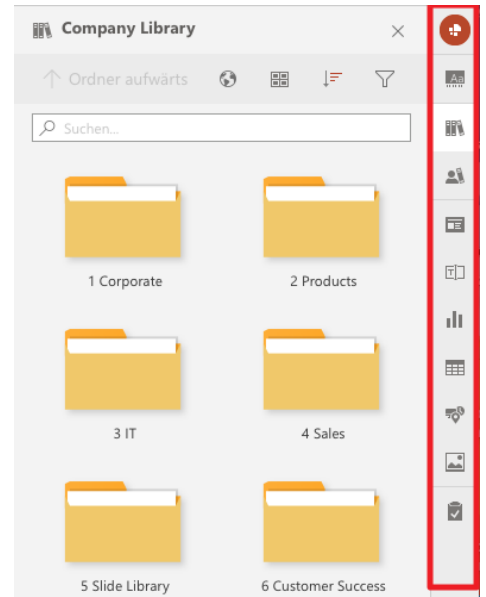 Company Library
Ordner aufwärts
Aa
Suchen...
1 Corporate
2 Products
T
3 IT
4 Sales
5 Slide Library
6 Customer Success